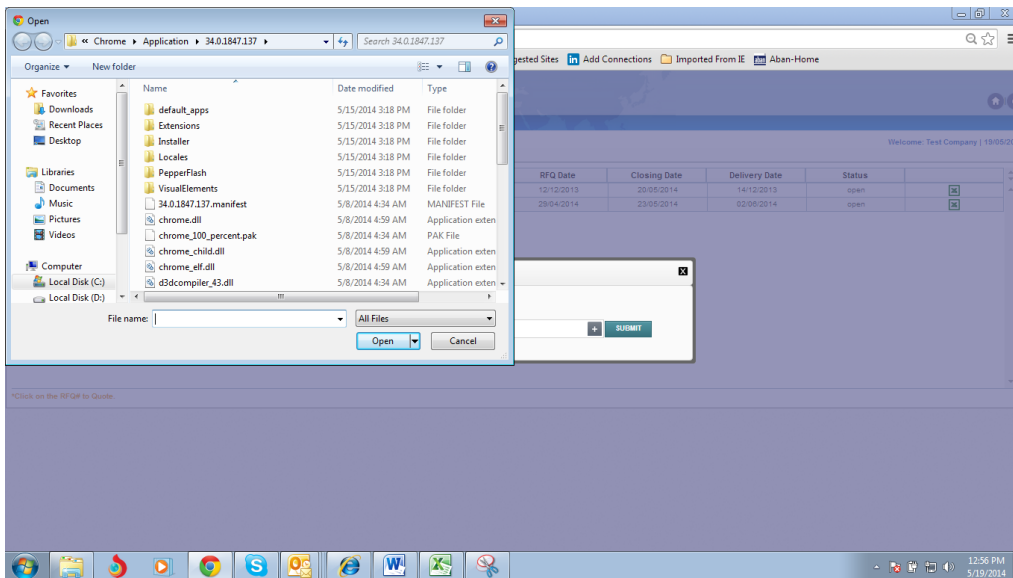 Open
« Chrome ▸ Application ▸ 34.0.1847.137 ▸
Search 34.0.1847.137
Organize New folder
gested Sites Add Connections Imported From IE Aban-Home
Favorites
Downloads
Recent Places
Desktop
Libraries
Documents
Music
Pictures
Videos
Computer
Local Disk (C:)
Local Disk (D:)
Name Date modified Type
default_apps 5/15/2014 3:18 PM File folder
Extensions 5/15/2014 3:18 PM File folder
Installer 5/15/2014 3:18 PM File folder
Locales 5/15/2014 3:18 PM File folder
PepperFlash 5/15/2014 3:18 PM File folder
VisualElements 5/15/2014 3:18 PM File folder
34.0.1847.137.manifest 5/8/2014 4:34 AM MANIFEST File
chrome.dll 5/8/2014 4:59 AM Application exten
chrome_100_percent.pak 5/8/2014 4:34 AM PAK File
chrome_child.dll 5/8/2014 4:59 AM Application exten
chrome_elf.dll 5/8/2014 4:59 AM Application exten
d3dcompiler_43.dll 5/8/2014 4:34 AM Application exten
File name: All Files
Open Cancel
Welcome: Test Company | 19/05/20
RFQ Date Closing Date Delivery Date Status
12/12/2013 20/05/2014 14/12/2013 open
29/04/2014 23/05/2014 02/05/2014 open
X
+ SUBMIT
*Click on the RFQ# to Quote.
12:56 PM
5/19/2014